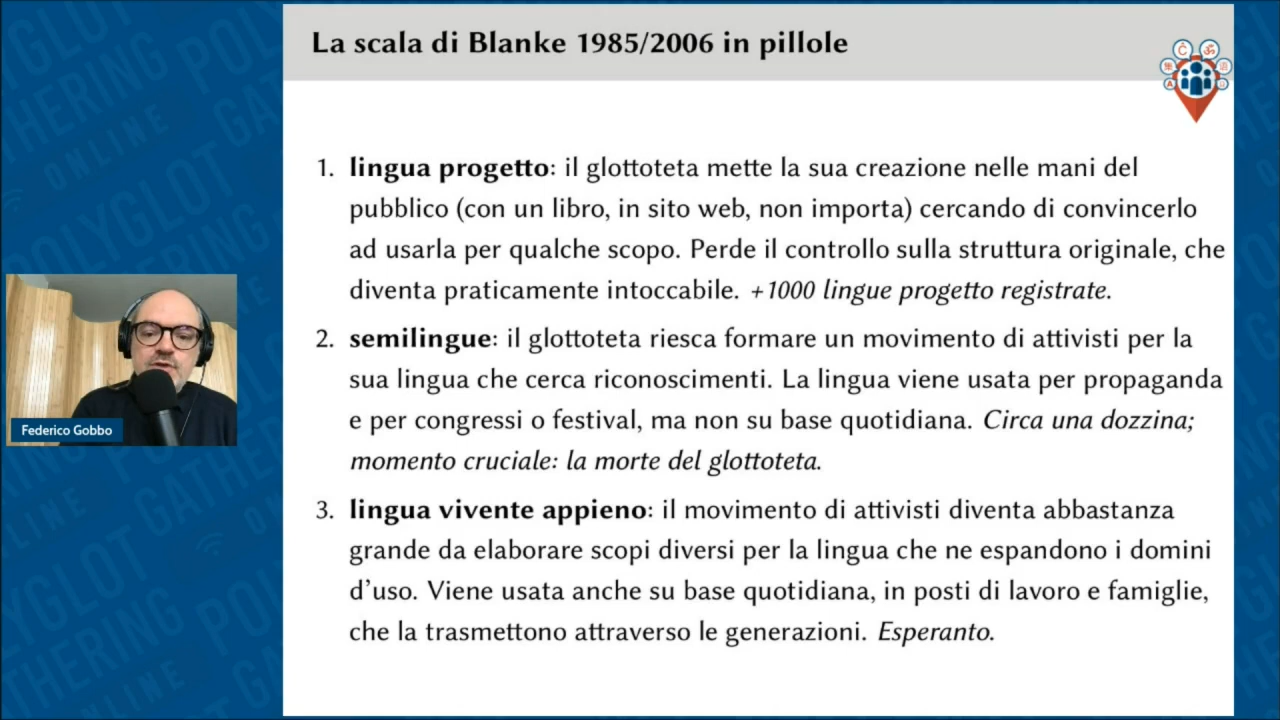 La scala di Blanke 1985/2006 in pillole
1. lingua progetto: il glottoteta mette la sua creazione nelle mani del
pubblico (con un libro, in sito web, non importa) cercando di convincerlo
ad usarla per qualche scopo. Perde il controllo sulla struttura originale, che
diventa praticamente intoccabile. +1000 lingue progetto registrate.
2. semilingue: il glottoteta riesca formare un movimento di attivisti per la
sua lingua che cerca riconoscimenti. La lingua viene usata per propaganda
e per congressi o festival, ma non su base quotidiana. Circa una dozzina;
momento cruciale: la morte del glottoteta.
3. lingua vivente appieno: il movimento di attivisti diventa abbastanza
grande da elaborare scopi diversi per la lingua che ne espandono i domini
d'uso. Viene usata anche su base quotidiana, in posti di lavoro e famiglie,
che la trasmettono attraverso le generazioni. Esperanto.
Federico Gobbo
POLYGLOT
GATHERING
ONLINE